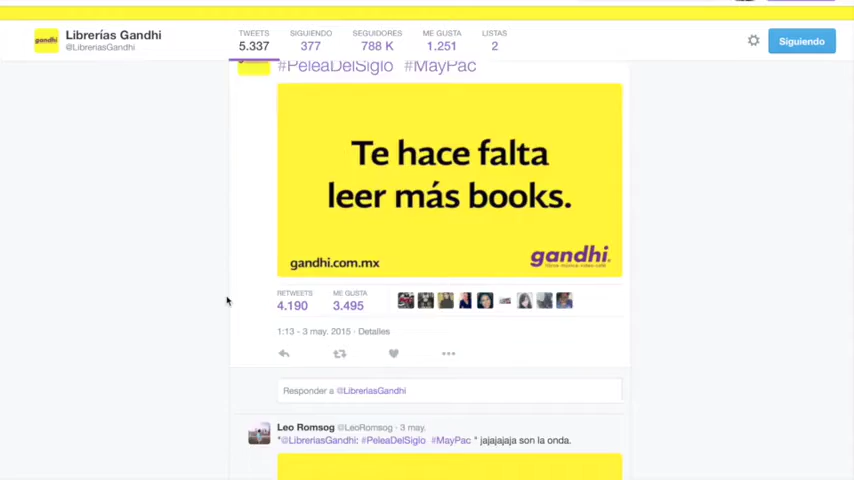 Librerías Gandhi
@LibreriasGandhi
TWEETS SIGUIENDO SEGUIDORES ME GUSTA LISTAS
5.337 377 788 K 1.251 2
Siguiendo
#PeleaDelSiglo #MayPac
Te hace falta
leer más books.
gandhi.com.mx
gandhi.
RETWEETS ME GUSTA
4.190 3.495
1:13 - 3 may. 2015 · Detalles
Responder a @LibreriasGandhi
Leo Romsog @LeoRomsog · 3 may.
"@LibreriasGandhi: #PeleaDelSiglo #MayPac " jajajajaja son la onda.